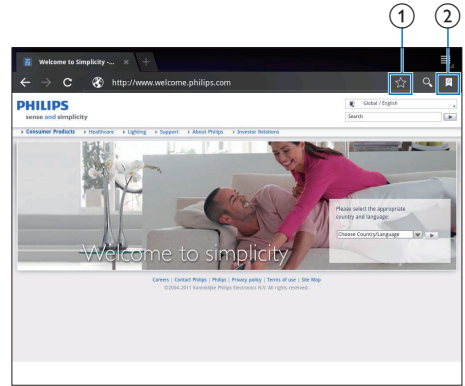 1 2
Welcome to Simplicity -...
http://www.welcome.philips.com
PHILIPS
sense and simplicity
Global / English
Search
Consumer Products Healthcare Lighting Support About Philips Investor Relations
Please select the appropriate
country and language:
Choose Country/Language
Welcome to simplicity
Careers | Contact Philips | Philips | Privacy policy | Terms of use | Site Map
©2004-2011 Koninklijke Philips Electronics N.V. All rights reserved.